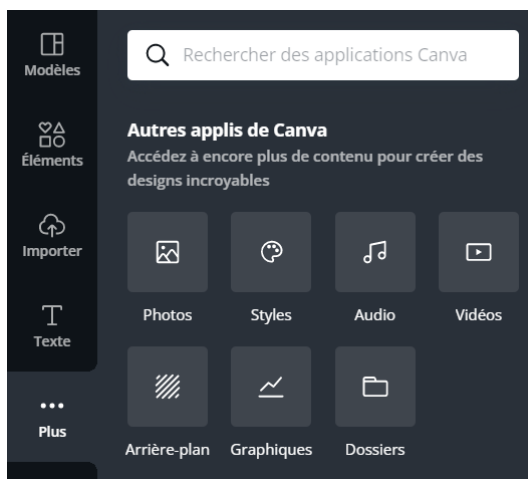 Modèles
Éléments
Importer
Texte
Plus
Rechercher des applications Canva
Autres applis de Canva
Accédez à encore plus de contenu pour créer des
designs incroyables
Photos
Styles
Audio
Vidéos
Arrière-plan
Graphiques
Dossiers